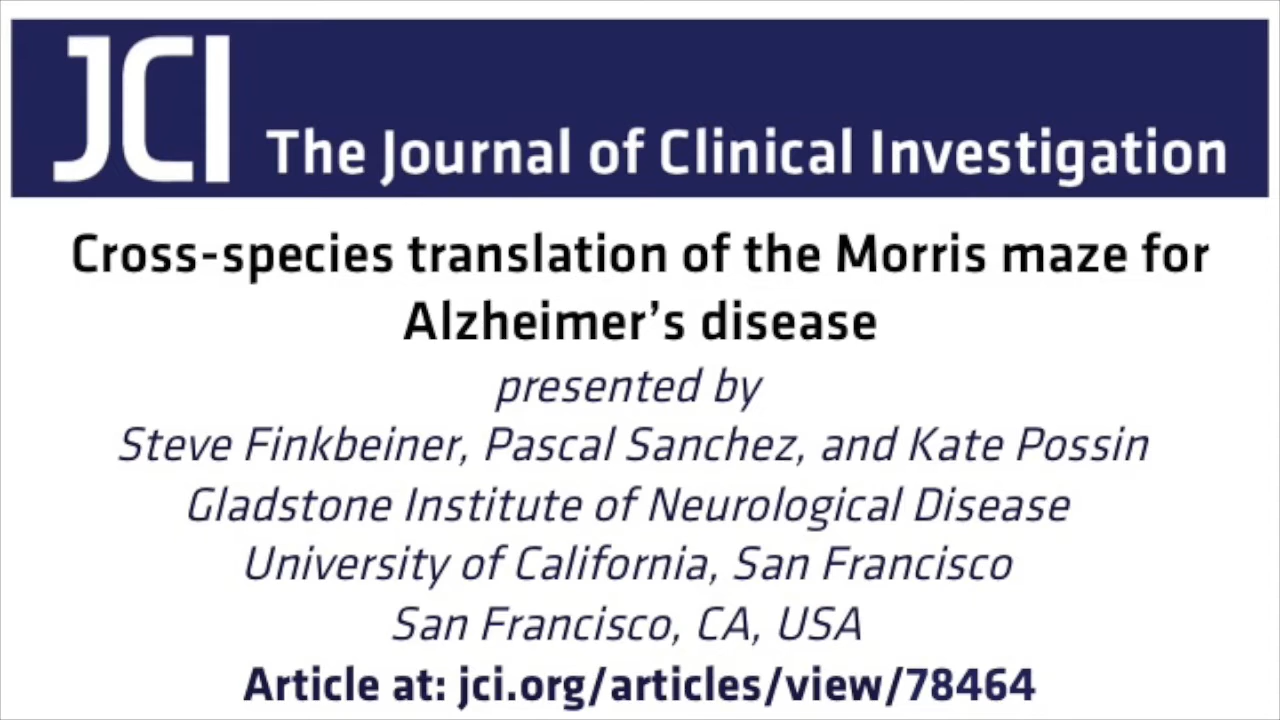 JCI The Journal of Clinical Investigation
Cross-species translation of the Morris maze for
Alzheimer’s disease
presented by
Steve Finkbeiner, Pascal Sanchez, and Kate Possin
Gladstone Institute of Neurological Disease
University of California, San Francisco
San Francisco, CA, USA
Article at: jci.org/articles/view/78464